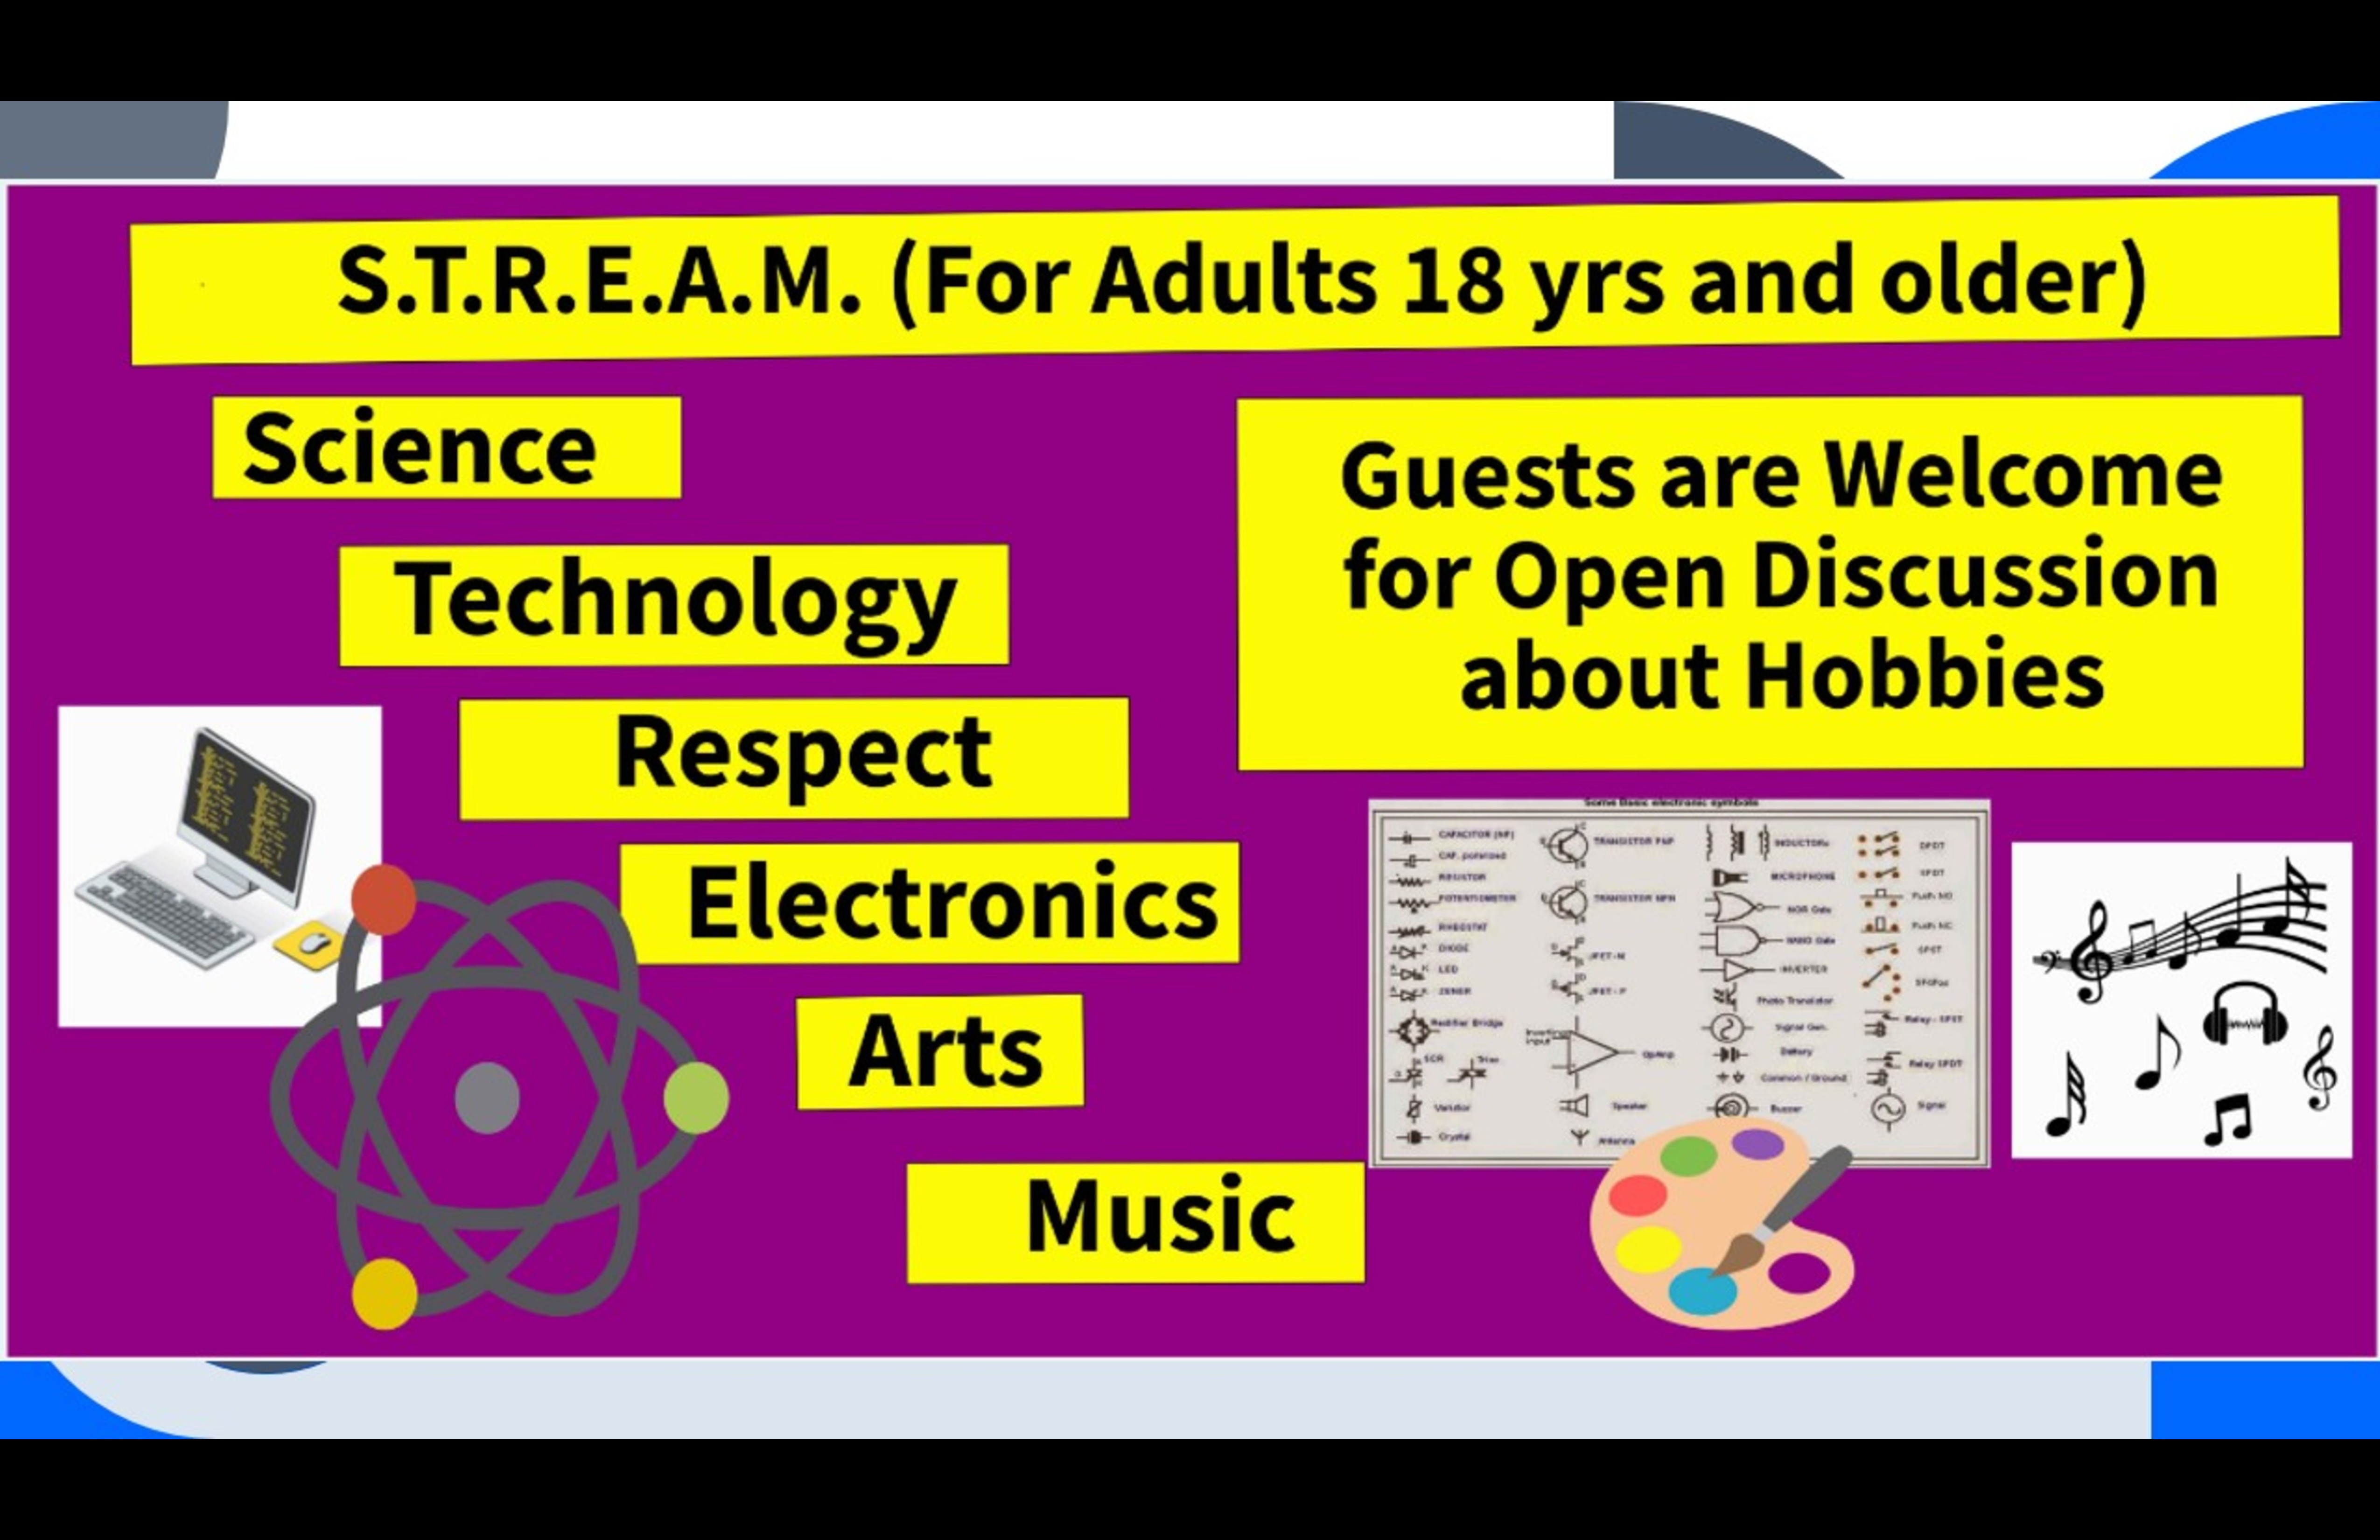 S.T.R.E.A.M. (For Adults 18 yrs and older)
Science
Technology
Respect
Electronics
Arts
Music
Guests are Welcome
for Open Discussion
about Hobbies
Some Basic electronic symbols
CAPACITOR (NP)
CAP. polarized
RESISTOR
POTENTIOMETER
RHEOSTAT
DIODE
LED
ZENER
Rectifier Bridge
SCR
Triac
Varistor
Crystal
TRANSISTOR PNP
TRANSISTOR NPN
JFET-N
JFET-P
Inverting
Input
OpAmp
Speaker
Antenna
INDUCTORs
MICROPHONE
NOR Gate
NAND Gate
INVERTER
Photo Transistor
Signal Gen.
Battery
Common / Ground
Buzzer
DPDT
SPDT
Push NO
Push NC
SPST
Relay - SPST
Relay SPDT
Signal